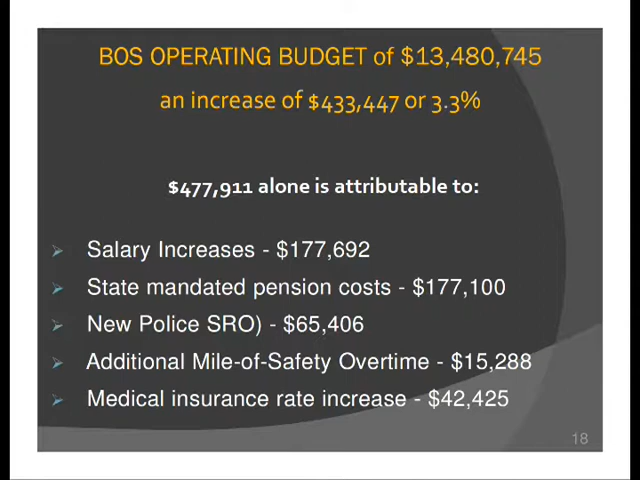 BOS OPERATING BUDGET of $13,480,745
an increase of $433,447 or 3.3%
$477,911 alone is attributable to:
Salary Increases - $177,692
State mandated pension costs - $177,100
New Police SRO) - $65,406
Additional Mile-of-Safety Overtime - $15,288
Medical insurance rate increase - $42,425
18